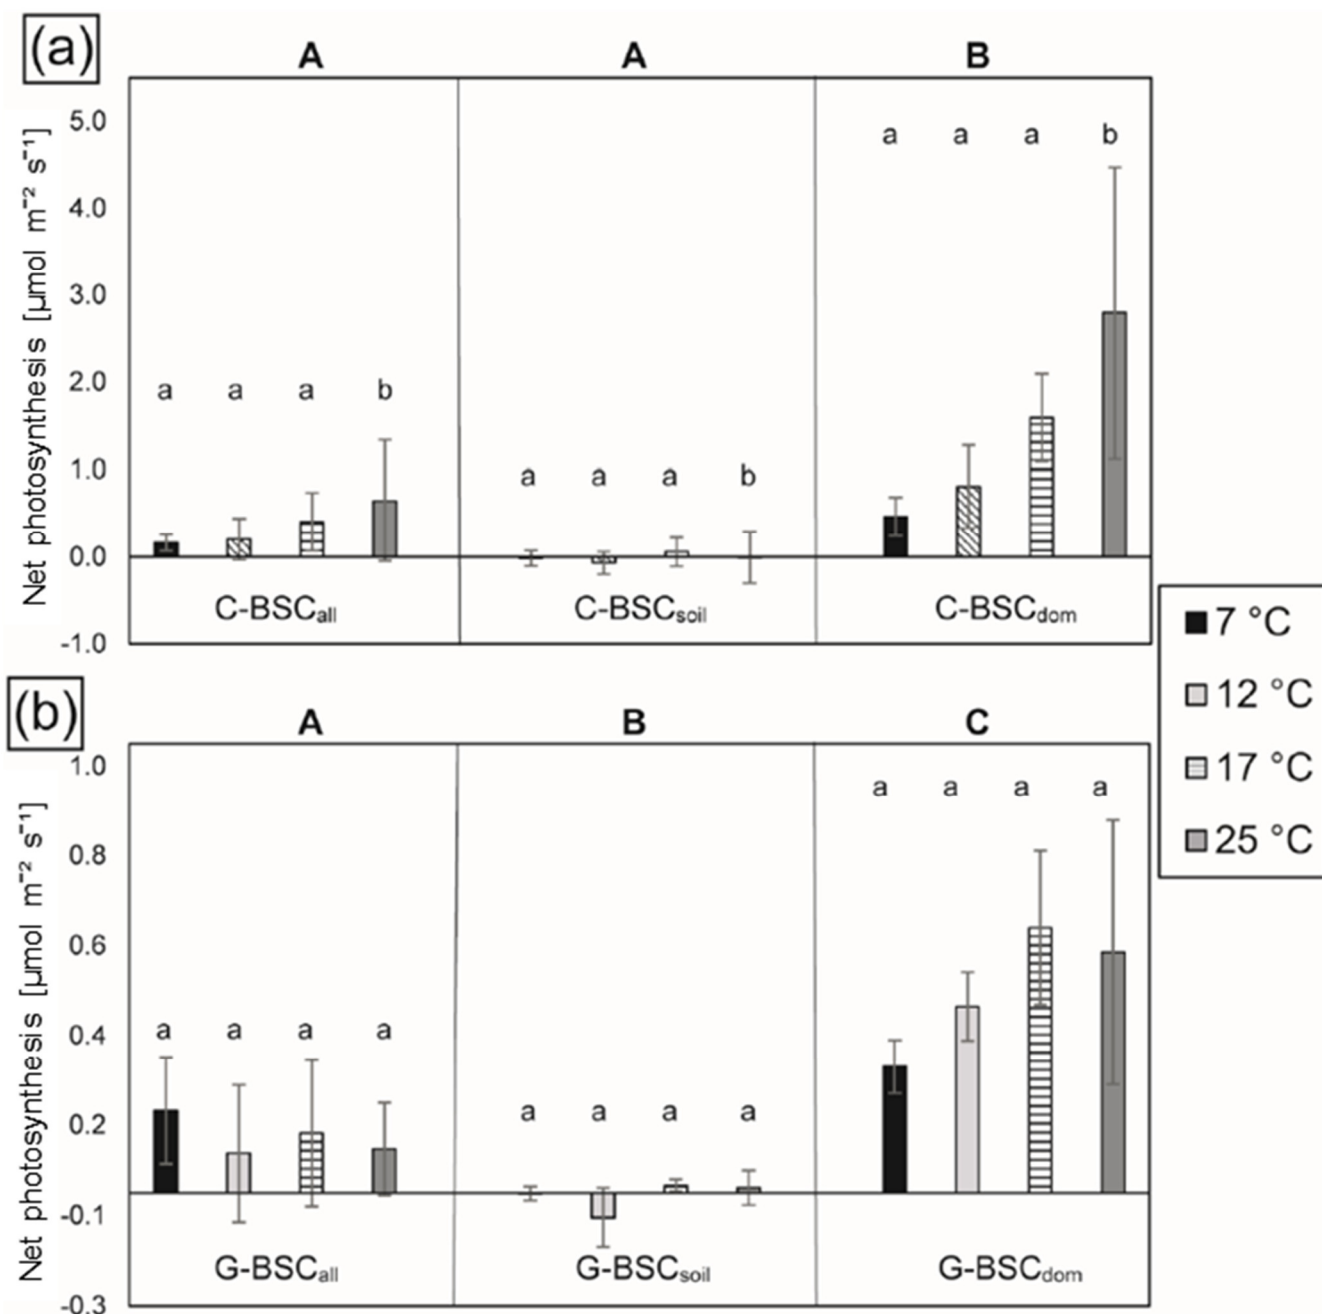 (a)
A A B
Net photosynthesis [µmol m⁻² s⁻¹]
5.0
4.0
3.0
2.0
1.0
0.0
-1.0
a a a b
a a a b
a a a b
C-BSCall
C-BSCsoil
C-BSCdom
7 °C
12 °C
17 °C
25 °C
(b)
A B C
Net photosynthesis [µmol m⁻² s⁻¹]
1.0
0.8
0.6
0.4
0.2
-0.1
-0.3
a a a a
a a a a
a a a a
G-BSCall
G-BSCsoil
G-BSCdom